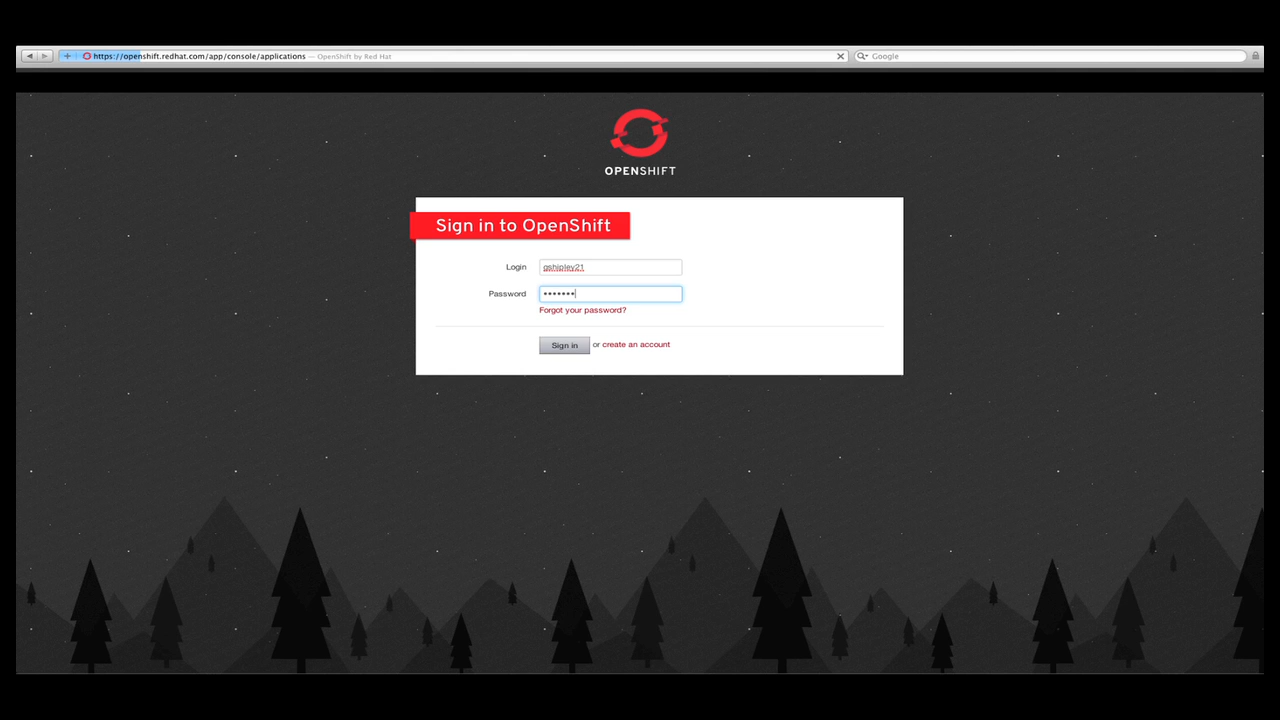 https://openshift.redhat.com/app/console/applications — OpenShift by Red Hat
Google
OPENSHIFT
Sign in to OpenShift
Login
gshipley21
Password
•••••••
Forgot your password?
Sign in or create an account